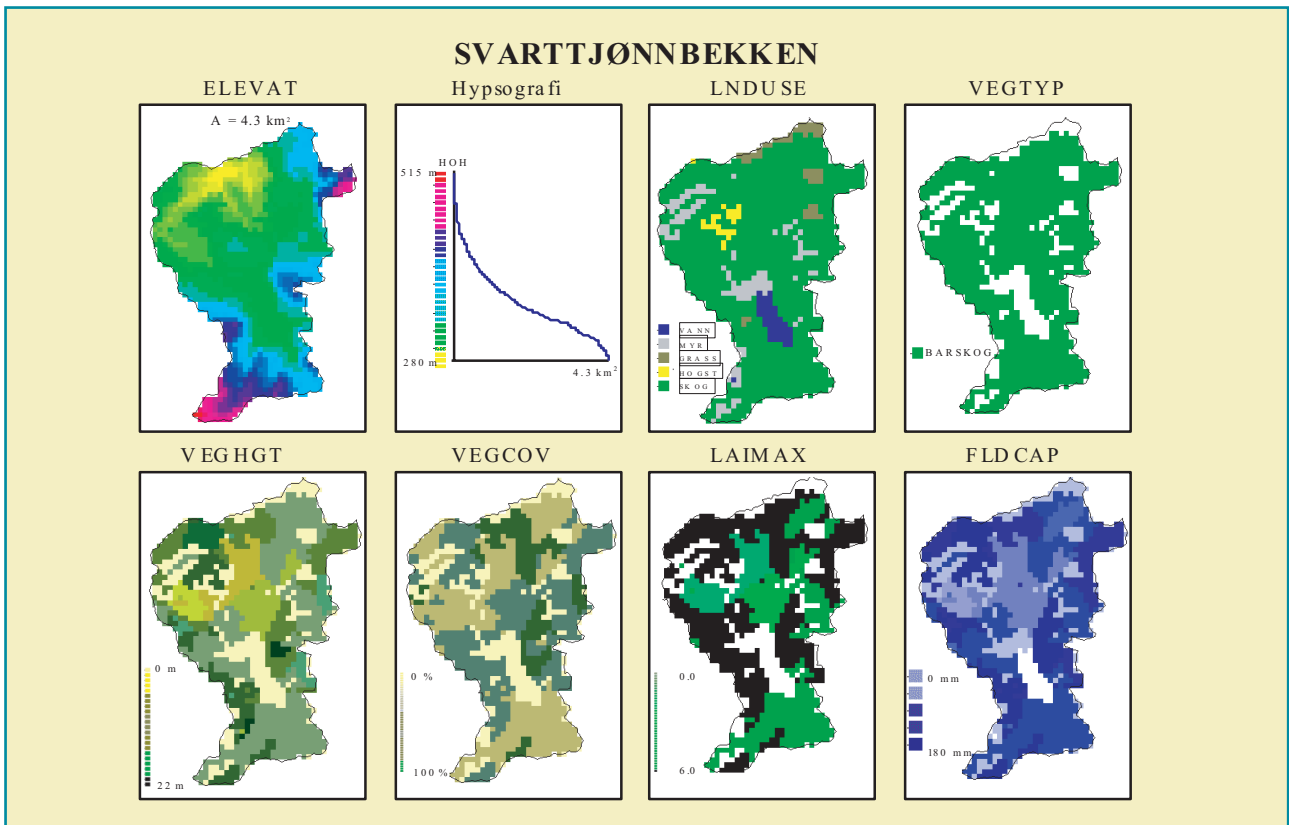 SVARTTJØNNBEKKEN
ELEVAT
Hypsografi
LNDUSE
VEGTYP
A = 4.3 km²
HOH
515 m
280 m
4.3 km²
VANN
MYR
GRASS
HOGST
SKOG
BARSKOG
VEGHGT
VEGCOV
LAIMAX
FLDCAP
0 m
22 m
0 %
100%
0.0
6.0
0 mm
180 mm